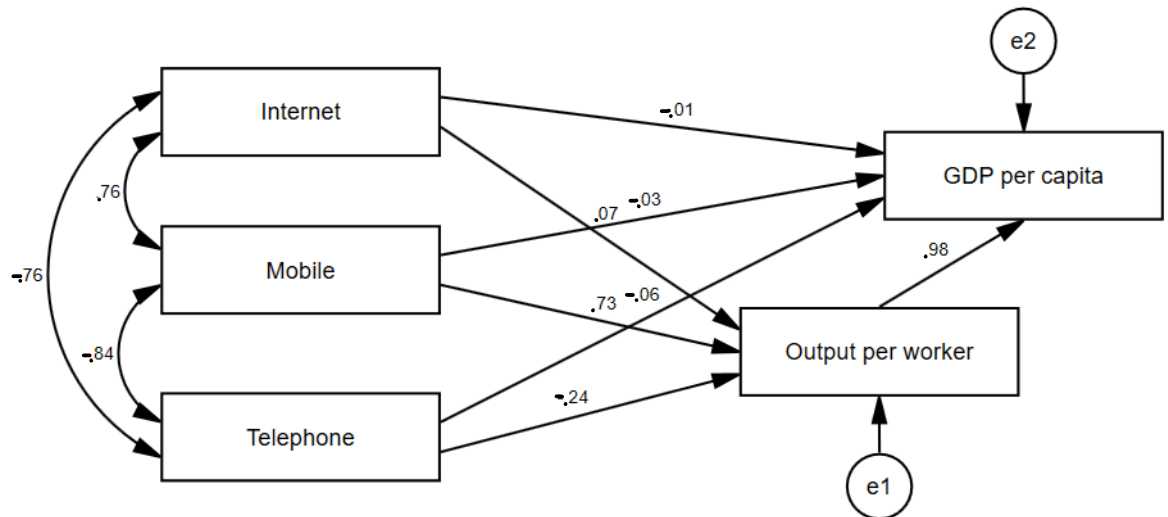 e2
Internet
-.01
GDP per capita
.76
.07
-.03
-.76
Mobile
.98
.73
-.06
-.84
Output per worker
-.24
Telephone
e1